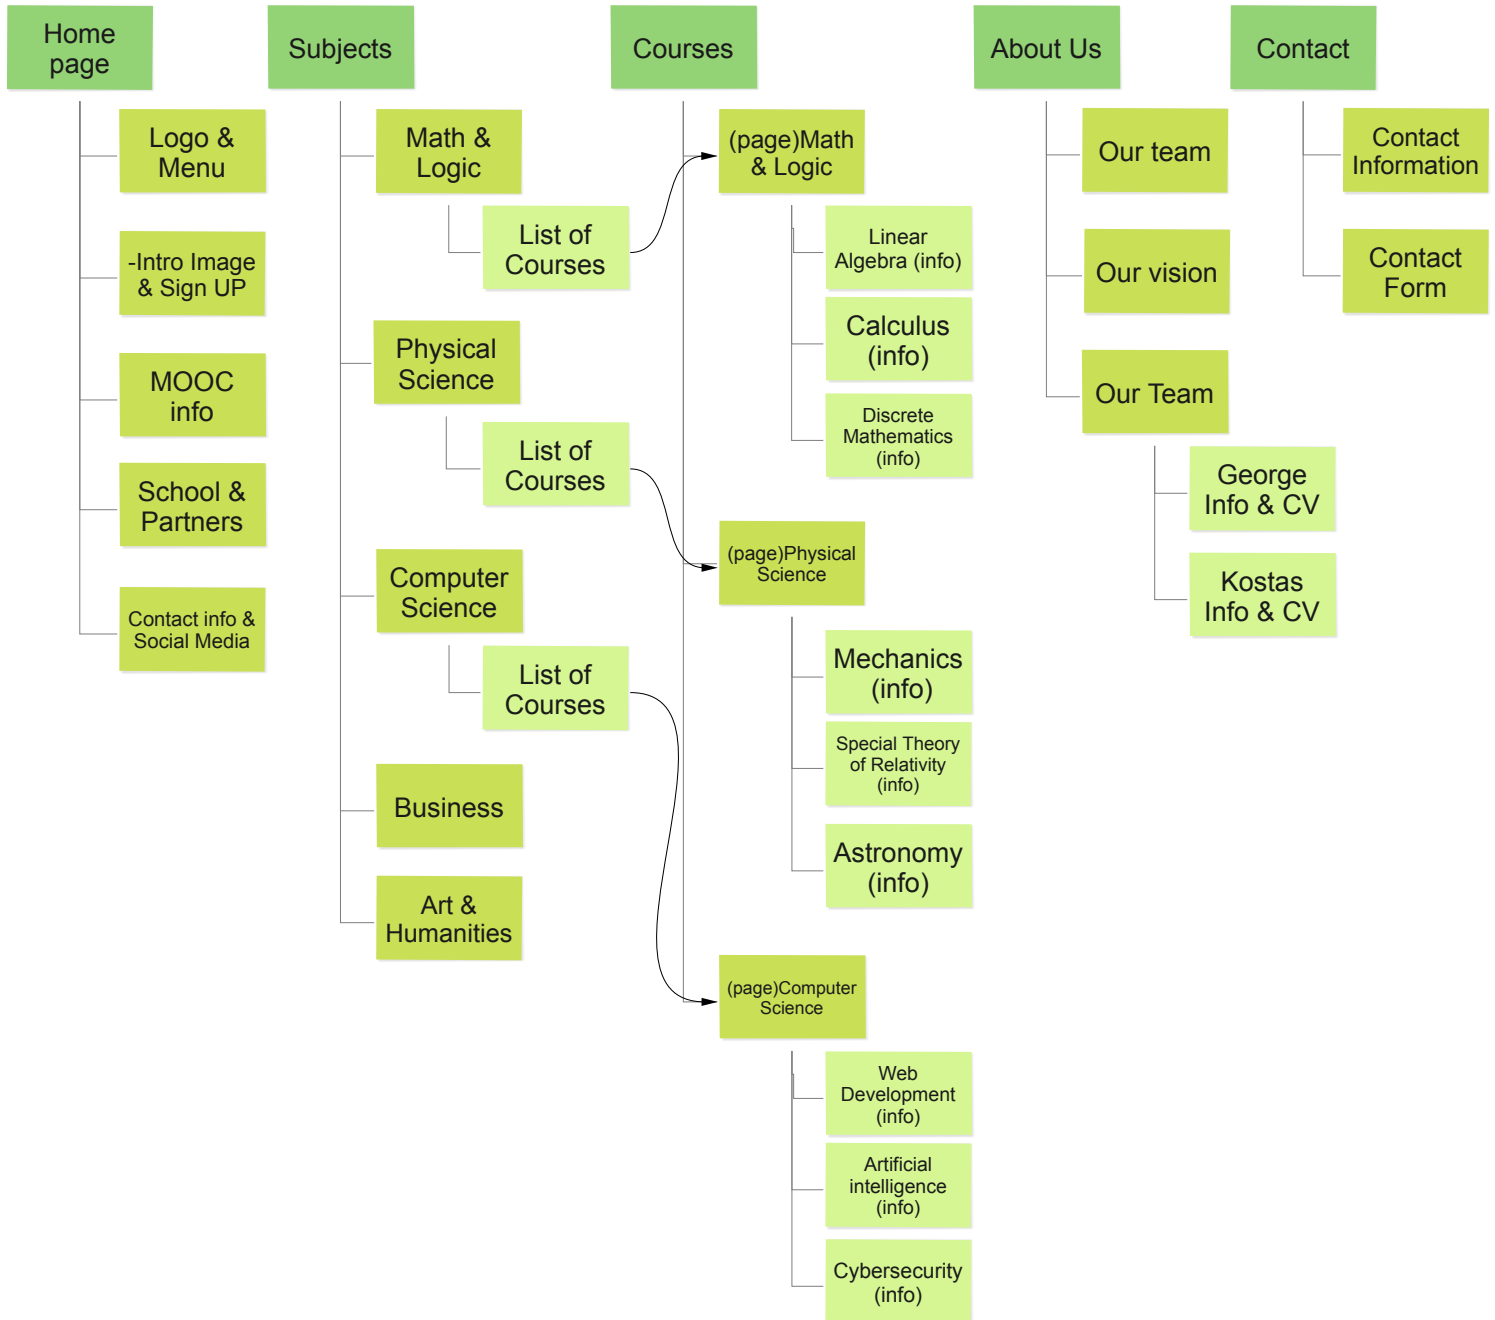 Home
page
Subjects
Courses
About Us
Contact
Logo &
Menu
-Intro Image
& Sign UP
MOOC
info
School &
Partners
Contact info &
Social Media
Math &
Logic
List of
Courses
Physical
Science
List of
Courses
Computer
Science
List of
Courses
Business
Art &
Humanities
(page)Math
& Logic
Linear
Algebra (info)
Calculus
(info)
Discrete
Mathematics
(info)
(page)Physical
Science
Mechanics
(info)
Special Theory
of Relativity
(info)
Astronomy
(info)
(page)Computer
Science
Web
Development
(info)
Artificial
intelligence
(info)
Cybersecurity
(info)
Our team
Our vision
Our Team
George
Info & CV
Kostas
Info & CV
Contact
Information
Contact
Form